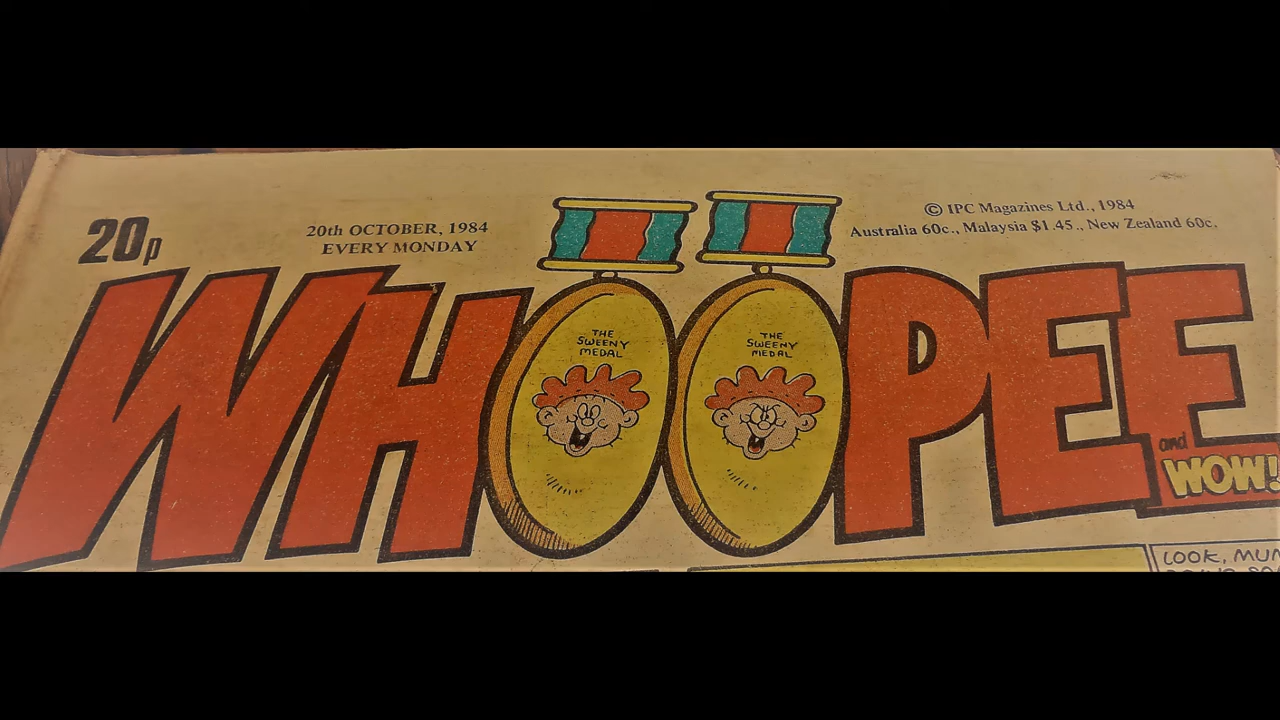 20p
20th OCTOBER, 1984
EVERY MONDAY
© IPC Magazines Ltd., 1984
Australia 60c., Malaysia $1.45., New Zealand 60c.
WHOOPEE
THE
SWEENY
MEDAL
THE
SWEENY
MEDAL
and
WOW!
LOOK, MUM